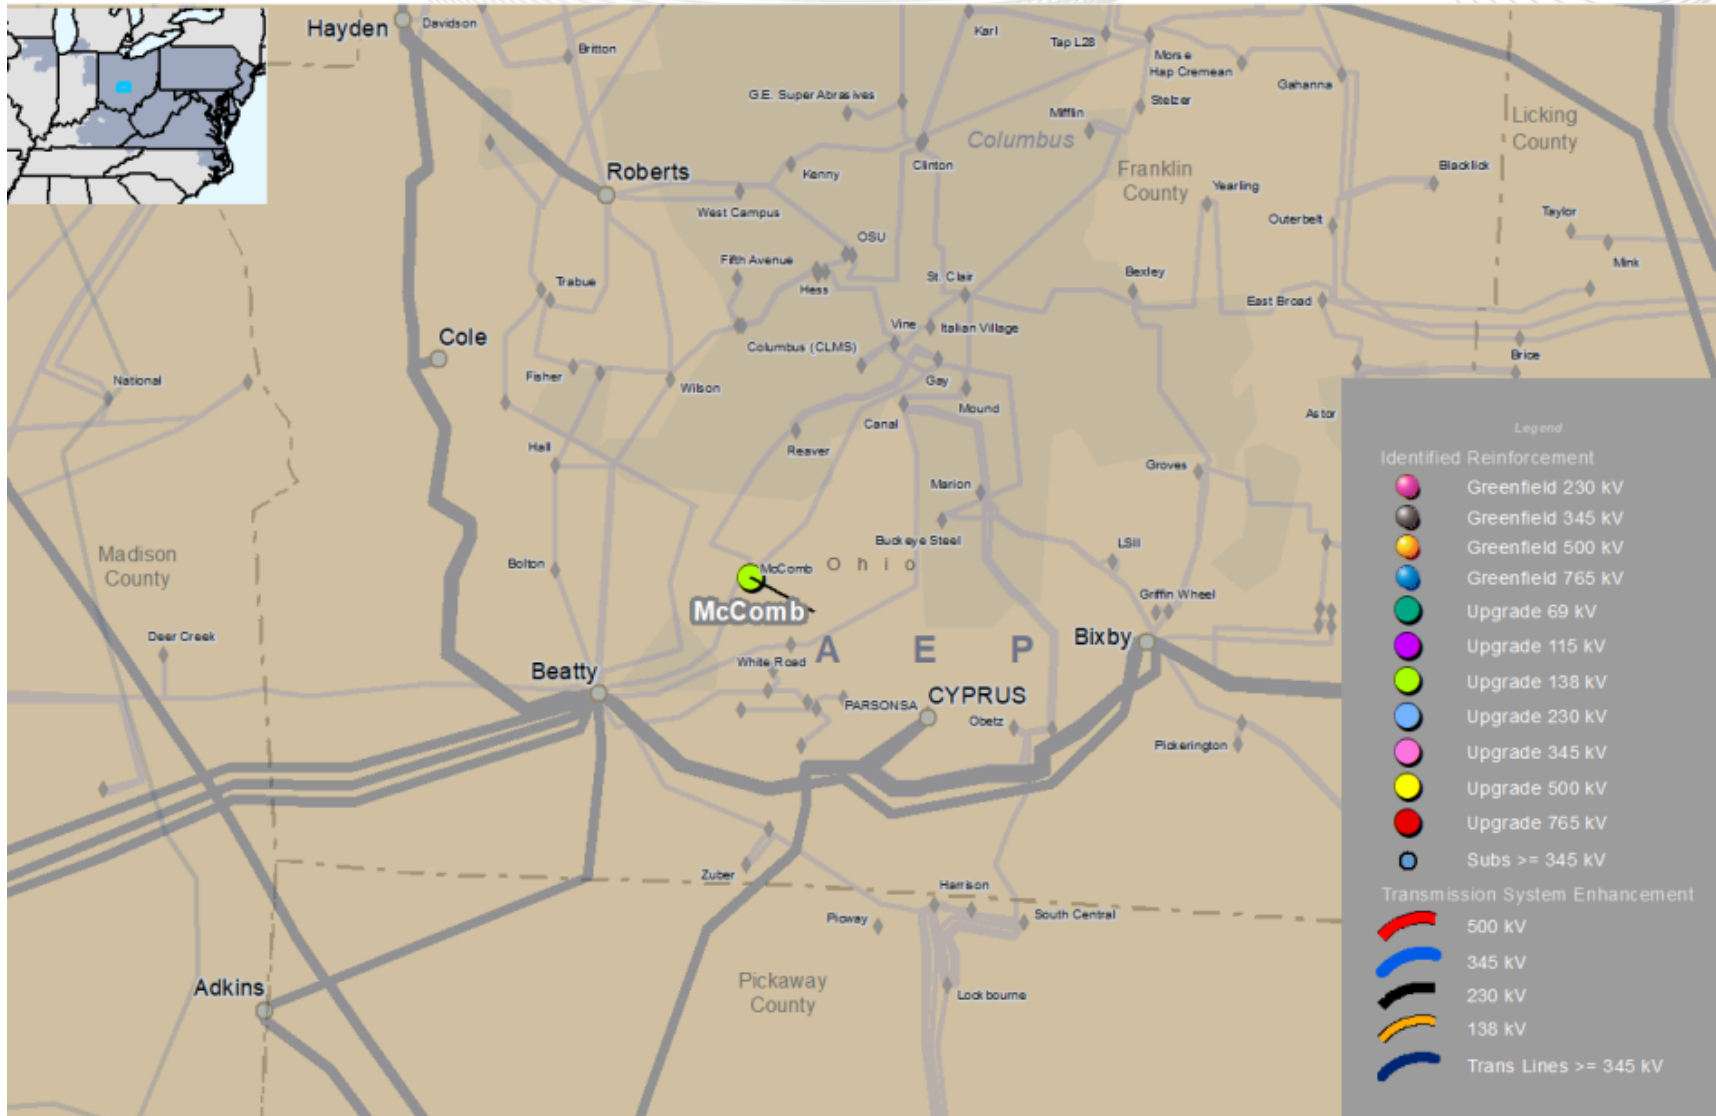 Hayden
Davidson
Britton
Karl
Tap L28
Morse
Hap Cremean
Gahanna
G.E. Super Abrasives
Stelzer
Mifflin
Columbus
Licking
County
Clinton
Roberts
Kenny
Franklin
County
Blacklick
Yearling
West Campus
Outerbelt
Taylor
OSU
Fifth Avenue
Mink
Hess
St. Clair
Bexley
Trabue
East Broad
Vine
Italian Village
Cole
Columbus (CLMS)
Brice
National
Fisher
Wilson
Gay
Mound
Astor
Canal
Hall
Reaver
Groves
Marion
Buckeye Steel
LSII
Madison
County
Bolton
McComb
Ohio
McComb
Griffin Wheel
Deer Creek
Bixby
A E P
Beatty
White Road
CYPRUS
PARSONSA
Obetz
Pickerington
Zuber
Harrison
Picway
South Central
Pickaway
County
Adkins
Lockbourne
Legend
Identified Reinforcement
Greenfield 230 kV
Greenfield 345 kV
Greenfield 500 kV
Greenfield 765 kV
Upgrade 69 kV
Upgrade 115 kV
Upgrade 138 kV
Upgrade 230 kV
Upgrade 345 kV
Upgrade 500 kV
Upgrade 765 kV
Subs >= 345 kV
Transmission System Enhancement
500 kV
345 kV
230 kV
138 kV
Trans Lines >= 345 kV